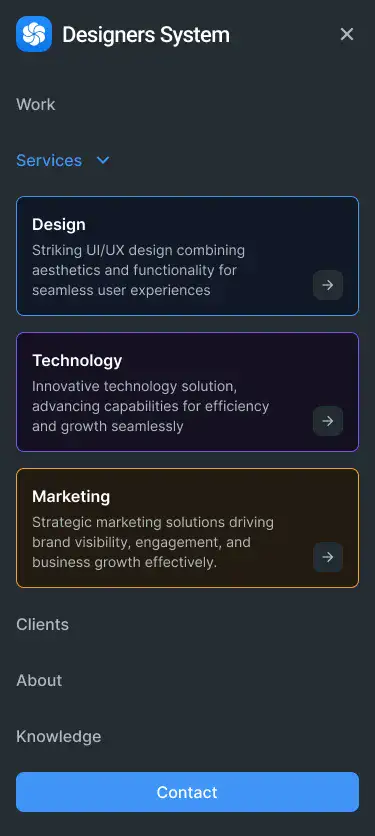 Designers System
Work
Services
Design
Striking UI/UX design combining
aesthetics and functionality for
seamless user experiences
Technology
Innovative technology solution,
advancing capabilities for efficiency
and growth seamlessly
Marketing
Strategic marketing solutions driving
brand visibility, engagement, and
business growth effectively.
Clients
About
Knowledge
Contact